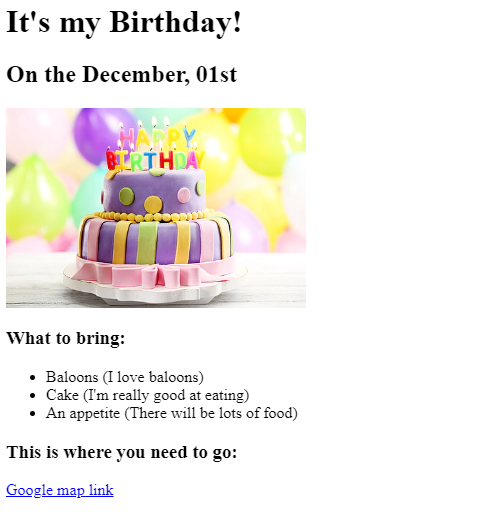 It's my Birthday!
On the December, 01st
HAPPY
BIRTHDAY
What to bring:
Baloons (I love baloons)
Cake (I'm really good at eating)
An appetite (There will be lots of food)
This is where you need to go:
Google map link